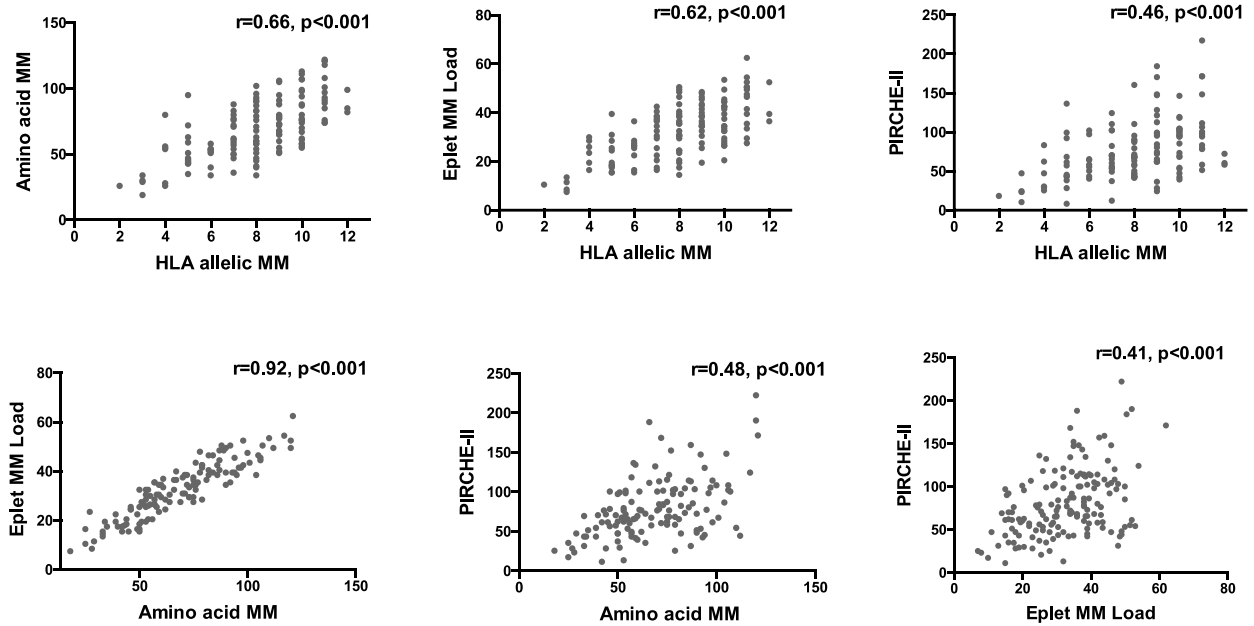 r=0.66, p<0.001
Amino acid MM
150
100
50
0
0 2 4 6 8 10 12
HLA allelic MM
r=0.62, p<0.001
Eplet MM Load
80
60
40
20
0
0 2 4 6 8 10 12
HLA allelic MM
r=0.46, p<0.001
PIRCHE-II
250
200
150
100
50
0
0 2 4 6 8 10 12
HLA allelic MM
r=0.92, p<0.001
Eplet MM Load
80
60
40
20
0
50 100 150
Amino acid MM
r=0.48, p<0.001
PIRCHE-II
250
200
150
100
50
0
0 50 100 150
Amino acid MM
r=0.41, p<0.001
PIRCHE-II
250
200
150
100
50
0
0 20 40 60 80
Eplet MM Load